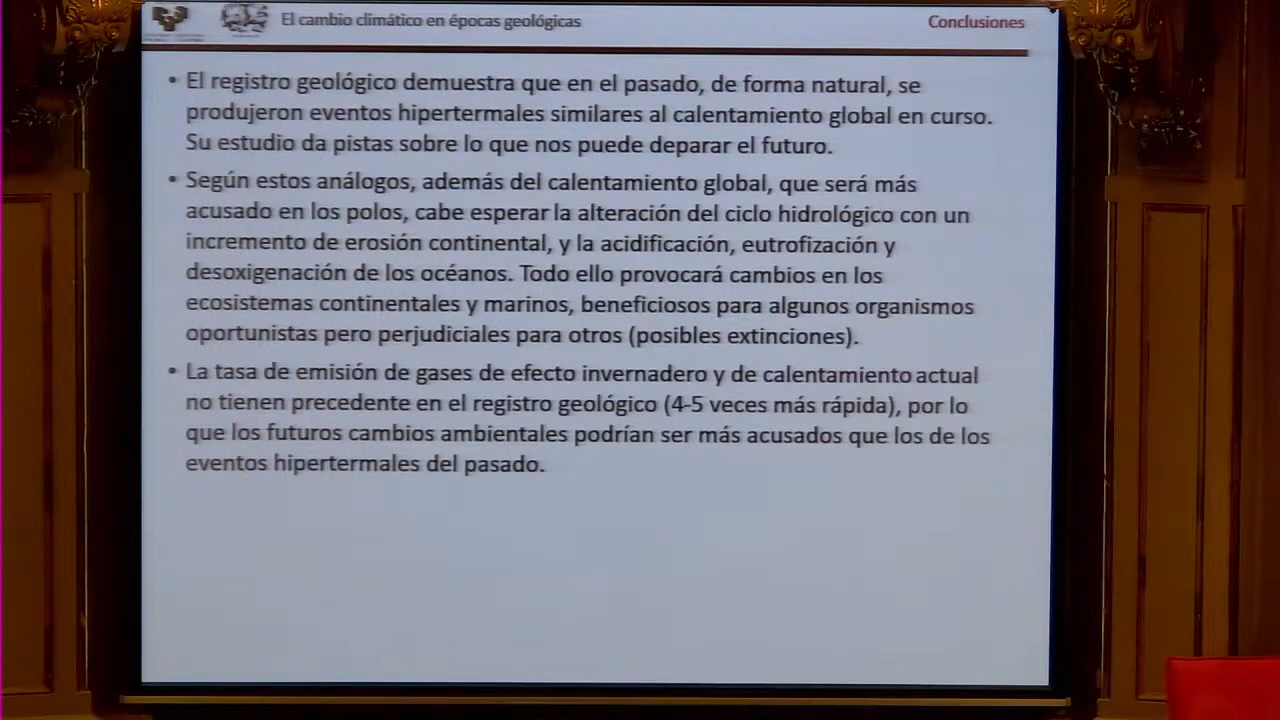 El cambio climático en épocas geológicas
Conclusiones
• El registro geológico demuestra que en el pasado, de forma natural, se
produjeron eventos hipertermales similares al calentamiento global en curso.
Su estudio da pistas sobre lo que nos puede deparar el futuro.
• Según estos análogos, además del calentamiento global, que será más
acusado en los polos, cabe esperar la alteración del ciclo hidrológico con un
incremento de erosión continental, y la acidificación, eutrofización y
desoxigenación de los océanos. Todo ello provocará cambios en los
ecosistemas continentales y marinos, beneficiosos para algunos organismos
oportunistas pero perjudiciales para otros (posibles extinciones).
• La tasa de emisión de gases de efecto invernadero y de calentamiento actual
no tienen precedente en el registro geológico (4-5 veces más rápida), por lo
que los futuros cambios ambientales podrían ser más acusados que los de los
eventos hipertermales del pasado.